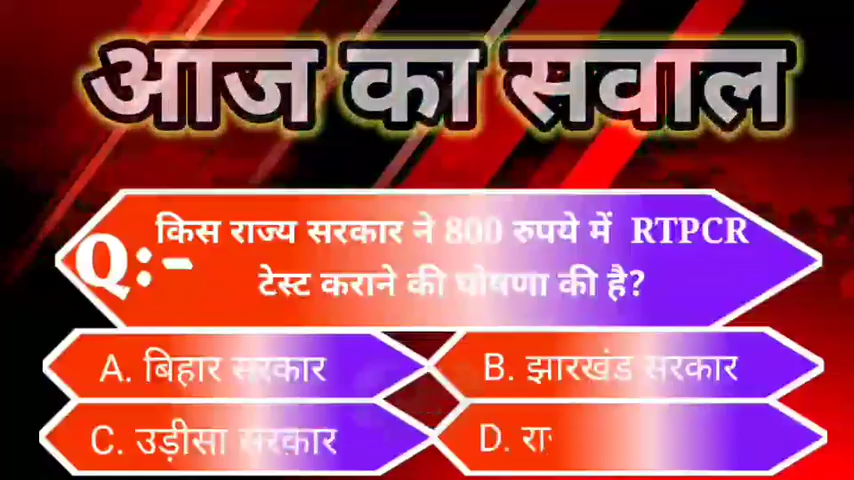 आज का सवाल
किस राज्य सरकार ने 800 रुपये में RTPCR
Q:-
टेस्ट कराने की घोषणा की है?
A. बिहार सरकार
B. झारखंड सरकार
C. उड़ीसा सरकार
D. रा